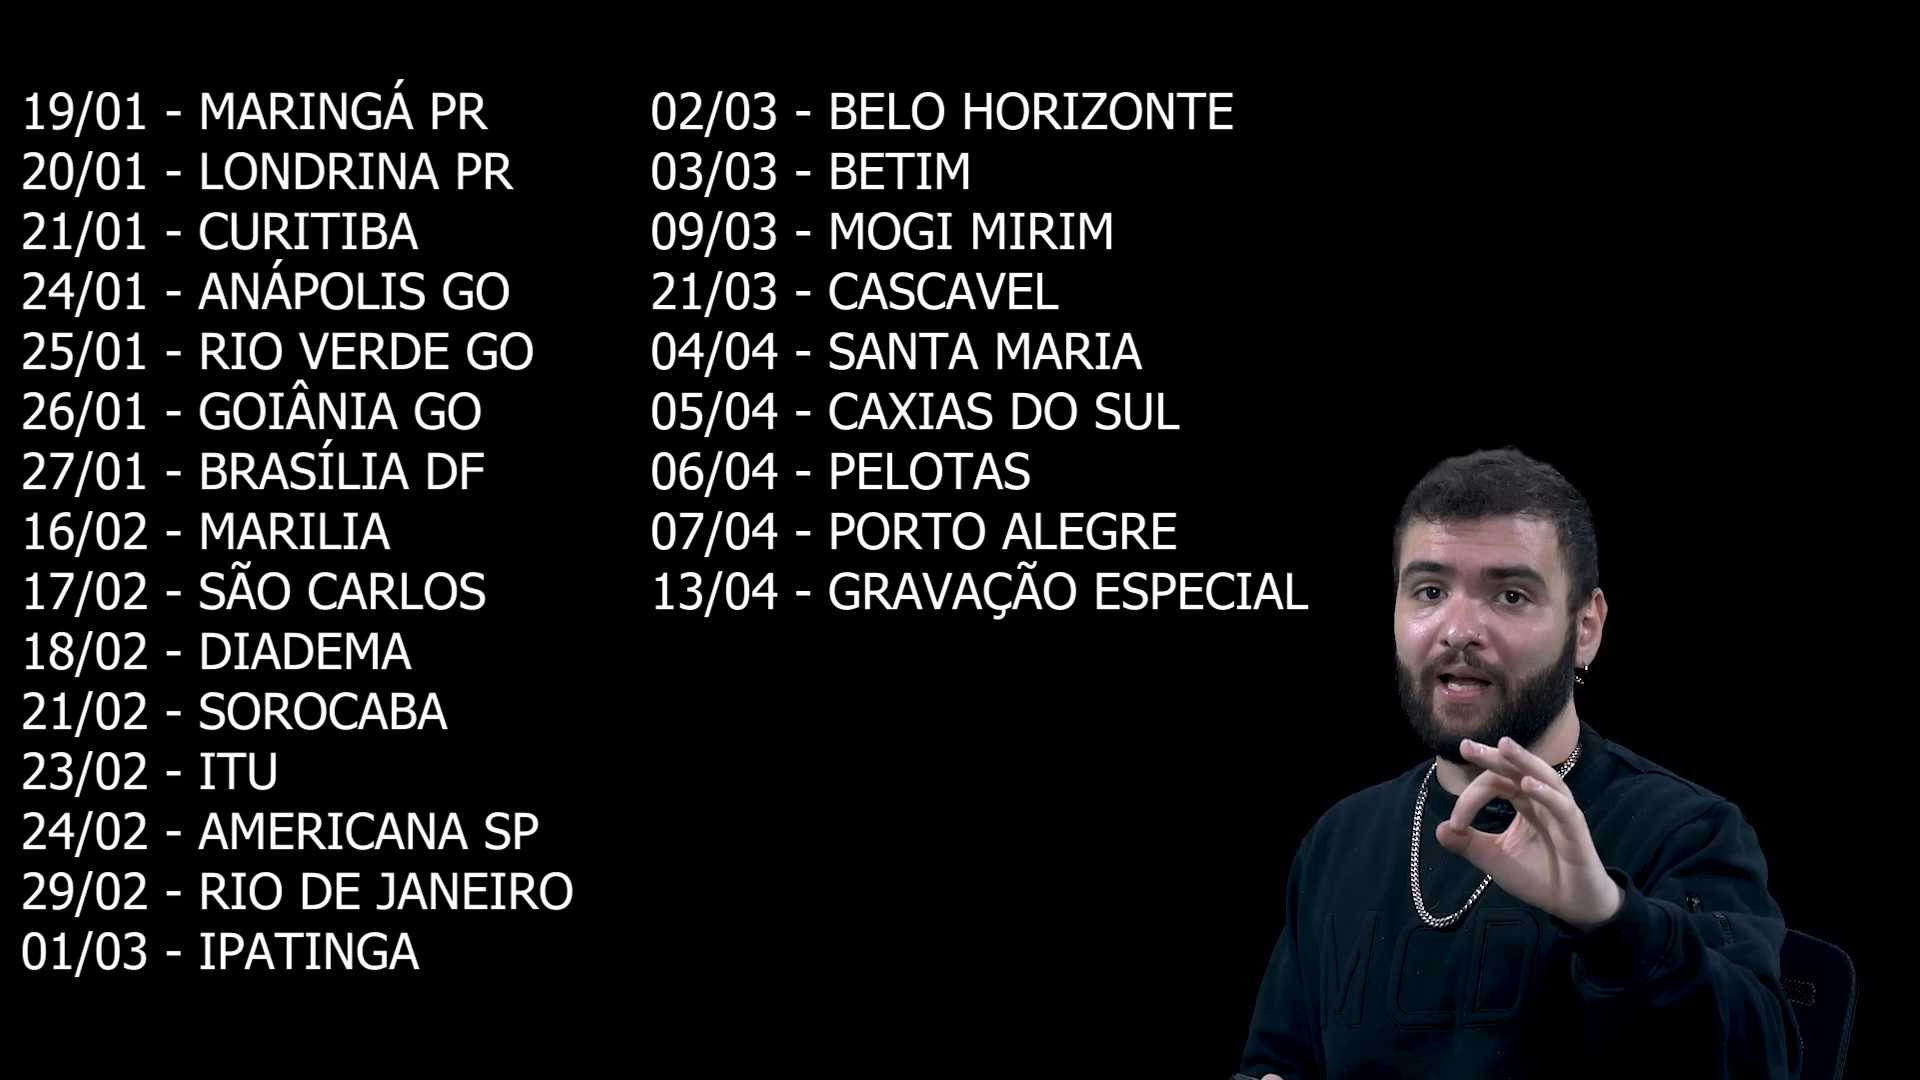 19/01 - MARINGÁ PR
20/01 - LONDRINA PR
21/01 - CURITIBA
24/01 - ANÁPOLIS GO
25/01 - RIO VERDE GO
26/01 - GOIÂNIA GO
27/01 - BRASÍLIA DF
16/02 - MARILIA
17/02 - SÃO CARLOS
18/02 - DIADEMA
21/02 - SOROCABA
23/02 - ITU
24/02 - AMERICANA SP
29/02 - RIO DE JANEIRO
01/03 - IPATINGA
02/03 - BELO HORIZONTE
03/03 - BETIM
09/03 - MOGI MIRIM
21/03 - CASCAVEL
04/04 - SANTA MARIA
05/04 - CAXIAS DO SUL
06/04 - PELOTAS
07/04 - PORTO ALEGRE
13/04 - GRAVAÇÃO ESPECIAL
MCD